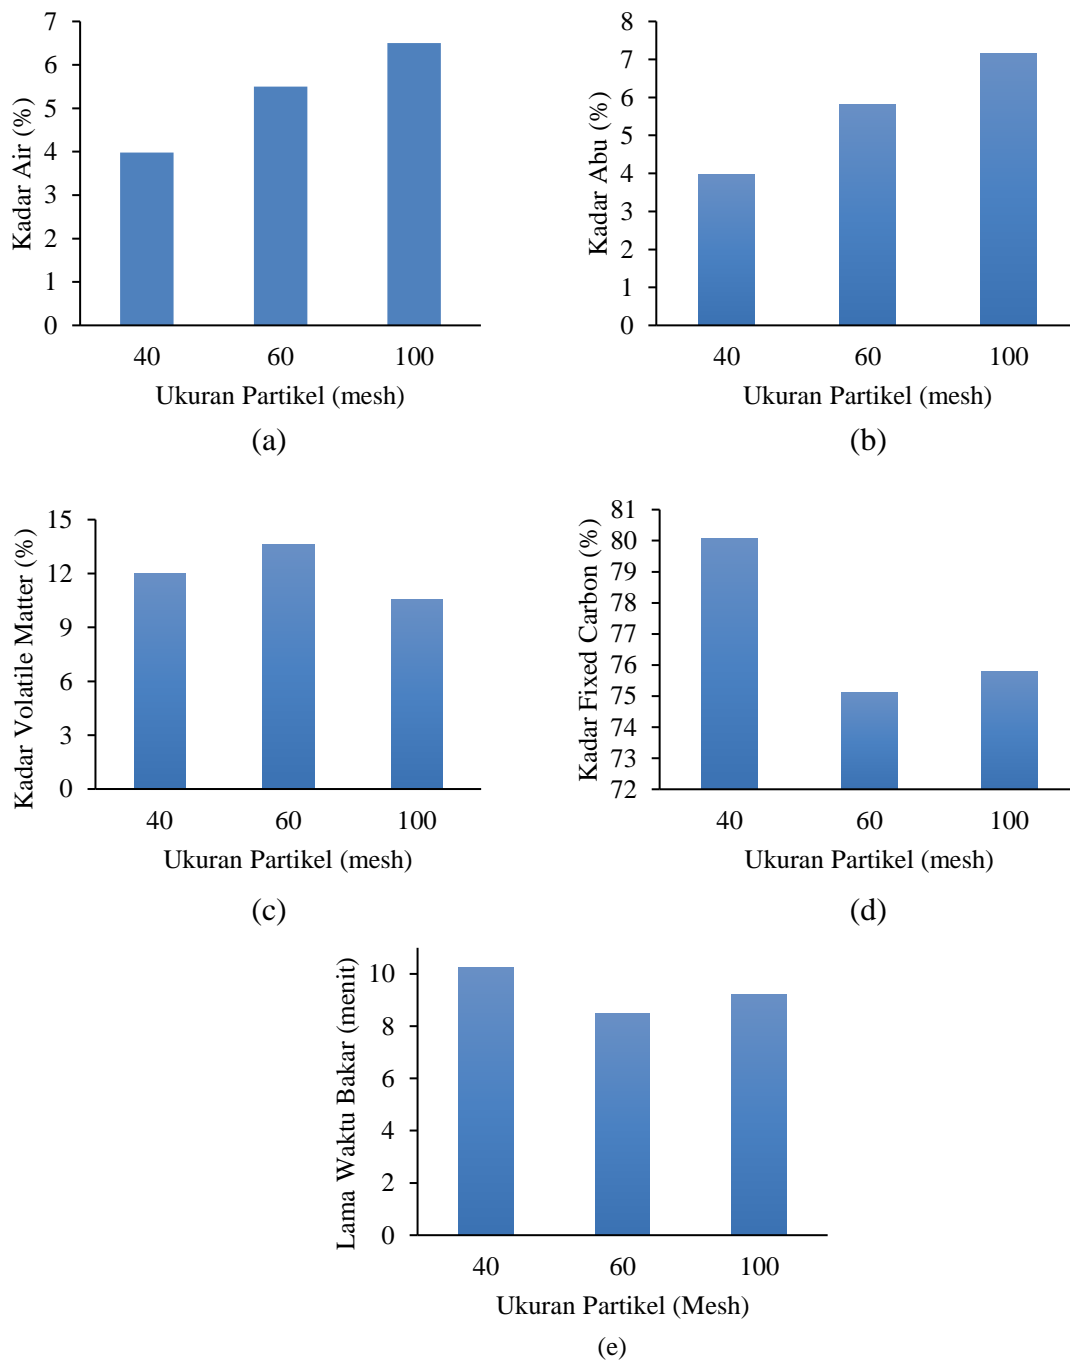 7
6
5
4
3
2
1
0
Kadar Air (%)
40 60 100
Ukuran Partikel (mesh)
(a)
8
7
6
5
4
3
2
1
0
Kadar Abu (%)
40 60 100
Ukuran Partikel (mesh)
(b)
15
12
9
6
3
0
Kadar Volatile Matter (%)
40 60 100
Ukuran Partikel (mesh)
(c)
81
80
79
78
77
76
75
74
73
72
Kadar Fixed Carbon (%)
40 60 100
Ukuran Partikel (mesh)
(d)
10
8
6
4
2
0
Lama Waktu Bakar (menit)
40 60 100
Ukuran Partikel (Mesh)
(e)